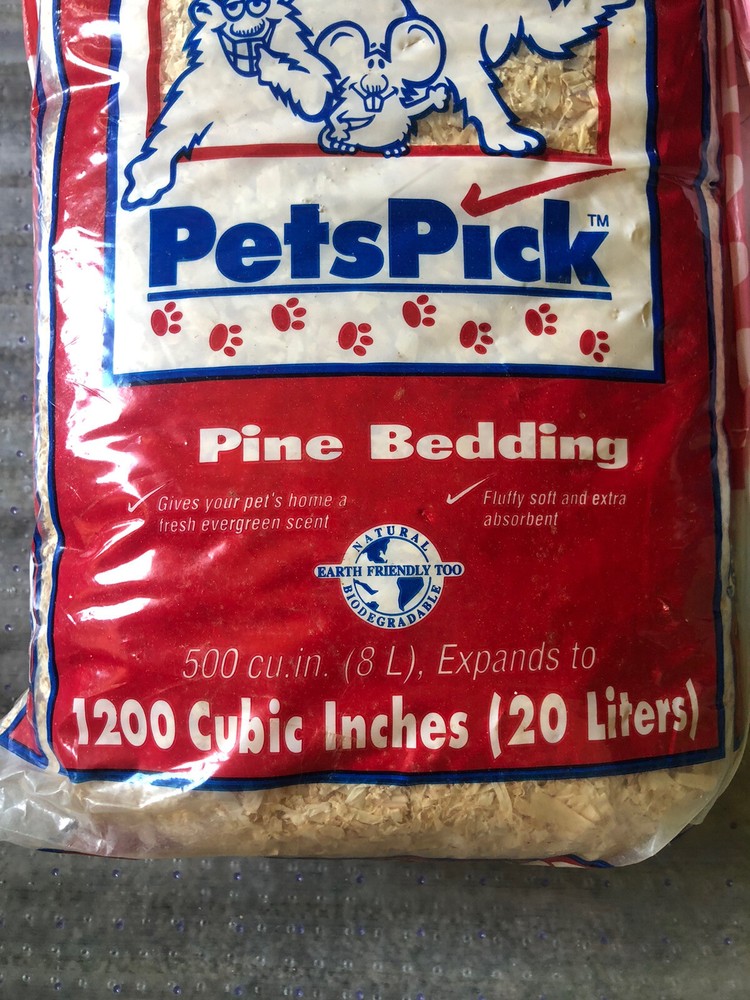 PetsPick™
Pine Bedding
Gives your pet's home a
fresh evergreen scent
Fluffy soft and extra
absorbent
NATURAL
EARTH FRIENDLY TOO
BIODEGRADABLE
500 cu.in. (8 L), Expands to
1200 Cubic Inches (20 Liters)